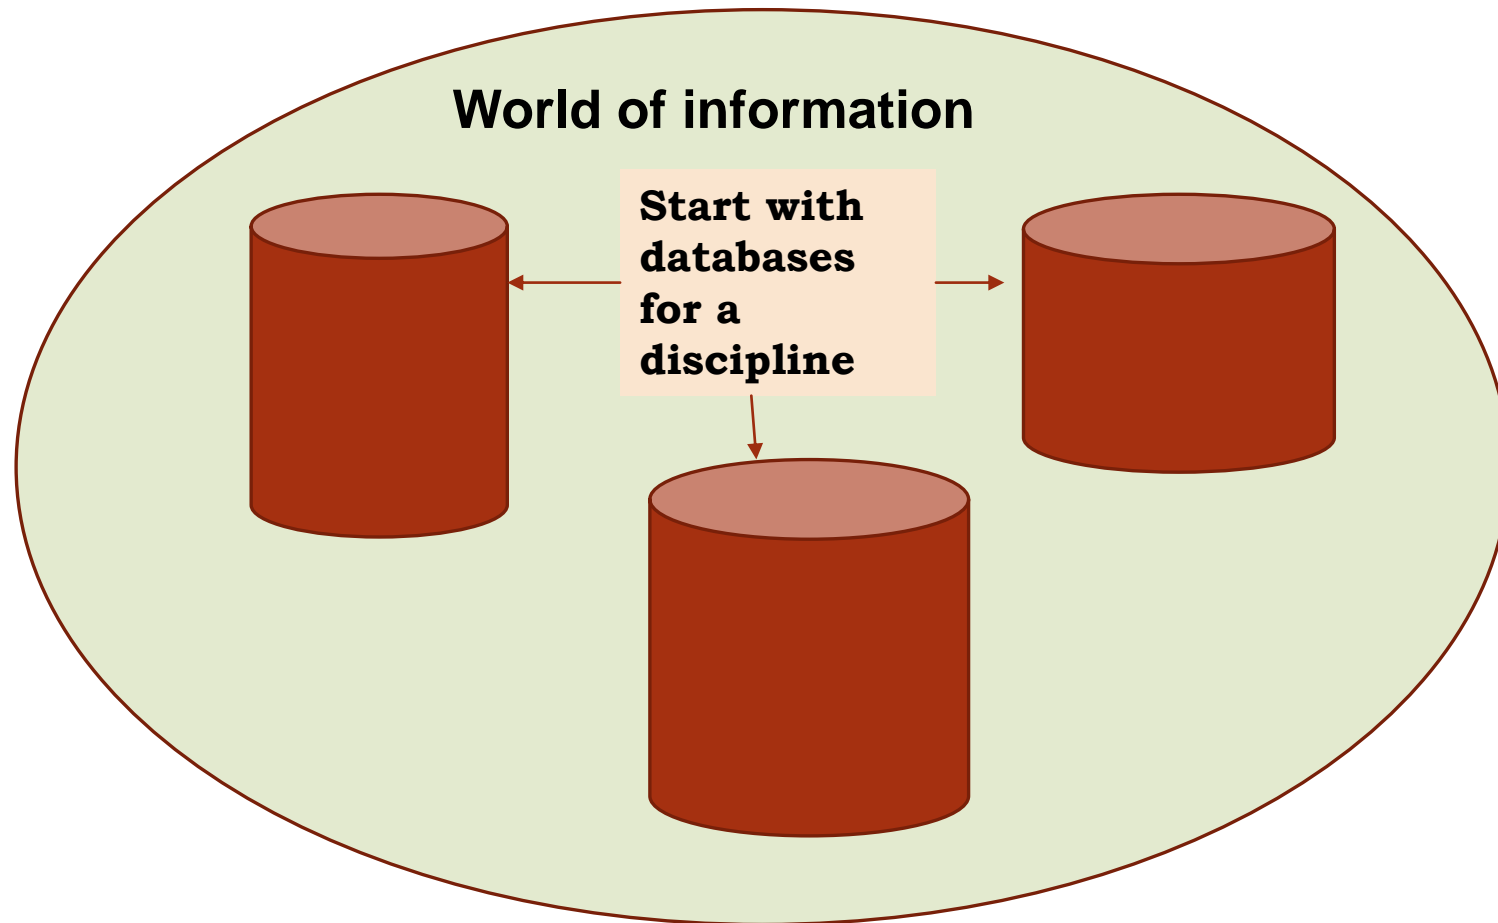 World of information
Start with
databases
for a
discipline